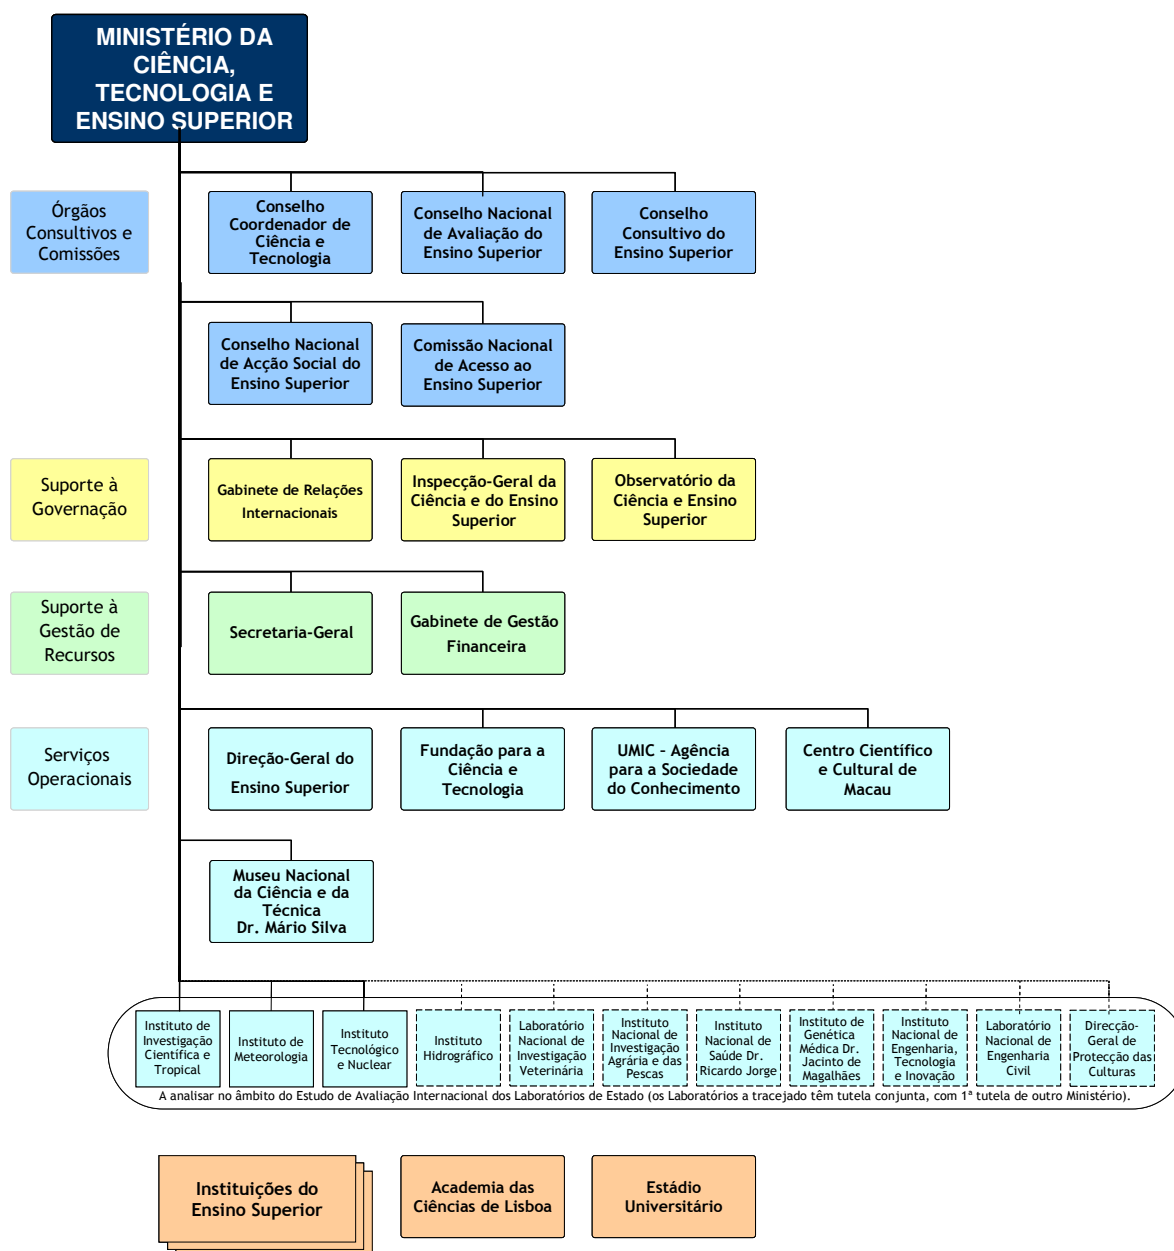 MINISTÉRIO DA
CIÊNCIA,
TECNOLOGIA E
ENSINO SUPERIOR
Órgãos
Consultivos e
Comissões
Conselho
Coordenador de
Ciência e
Tecnologia
Conselho Nacional
de Avaliação do
Ensino Superior
Conselho
Consultivo do
Ensino Superior
Conselho Nacional
de Acção Social do
Ensino Superior
Comissão Nacional
de Acesso ao
Ensino Superior
Suporte à
Governação
Gabinete de Relações
Internacionais
Inspecção-Geral da
Ciência e do Ensino
Superior
Observatório da
Ciência e Ensino
Superior
Suporte à
Gestão de
Recursos
Secretaria-Geral
Gabinete de Gestão
Financeira
Serviços
Operacionais
Direção-Geral do
Ensino Superior
Fundação para a
Ciência e
Tecnologia
UMIC – Agência
para a Sociedade
do Conhecimento
Centro Científico
e Cultural de
Macau
Museu Nacional
da Ciência e da
Técnica
Dr. Mário Silva
Instituto de
Investigação
Científica e
Tropical
Instituto de
Meteorologia
Instituto
Tecnológico
e Nuclear
Instituto
Hidrográfico
Laboratório
Nacional de
Investigação
Veterinária
Instituto
Nacional de
Investigação
Agrária e das
Pescas
Instituto
Nacional de
Saúde Dr.
Ricardo Jorge
Instituto de
Genética
Médica Dr.
Jacinto de
Magalhães
Instituto
Nacional de
Engenharia,
Tecnologia
e Inovação
Laboratório
Nacional de
Engenharia
Civil
Direcção-
Geral de
Protecção das
Culturas
A analisar no âmbito do Estudo de Avaliação Internacional dos Laboratórios de Estado (os Laboratórios a tracejado têm tutela conjunta, com 1ª tutela de outro Ministério).
Instituições do
Ensino Superior
Academia das
Ciências de Lisboa
Estádio
Universitário